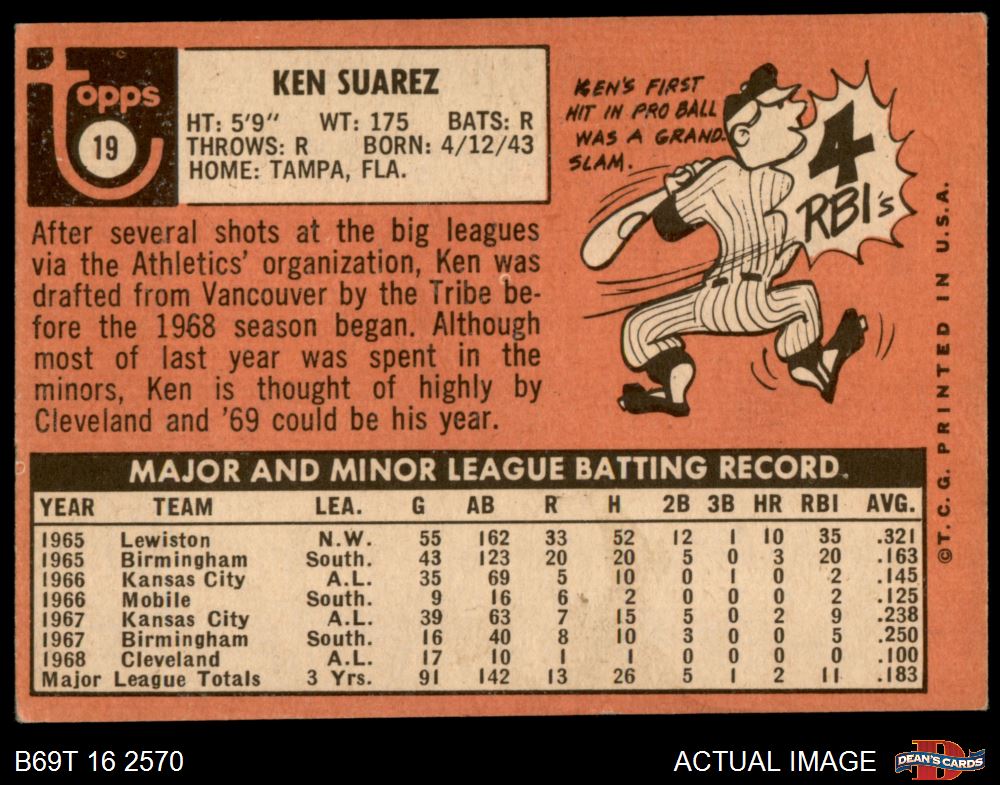 Topps
19
KEN SUAREZ
HT: 5'9" WT: 175 BATS: R
THROWS: R BORN: 4/12/43
HOME: TAMPA, FLA.
KEN'S FIRST
HIT IN PRO BALL
WAS A GRAND
SLAM.
4
RBI's
After several shots at the big leagues
via the Athletics' organization, Ken was
drafted from Vancouver by the Tribe be-
fore the 1968 season began. Although
most of last year was spent in the
minors, Ken is thought of highly by
Cleveland and '69 could be his year.
MAJOR AND MINOR LEAGUE BATTING RECORD.
YEAR TEAM LEA. G AB R H 2B 3B HR RBI AVG.
1965 Lewiston N.W. 55 162 33 52 12 1 10 35 .321
1965 Birmingham South. 43 123 20 20 5 0 3 20 .163
1966 Kansas City A.L. 35 69 5 10 0 1 0 2 .145
1966 Mobile South. 9 16 6 2 0 0 0 2 .125
1967 Kansas City A.L. 39 63 7 15 5 0 2 9 .238
1967 Birmingham South. 16 40 8 10 3 0 0 5 .250
1968 Cleveland A.L. 17 10 1 1 0 0 0 0 .100
Major League Totals 3 Yrs. 91 142 13 26 5 1 2 11 .183
© T. C. G. PRINTED IN U.S.A.
B69T 16 2570
ACTUAL IMAGE
D
DEAN'S CARDS